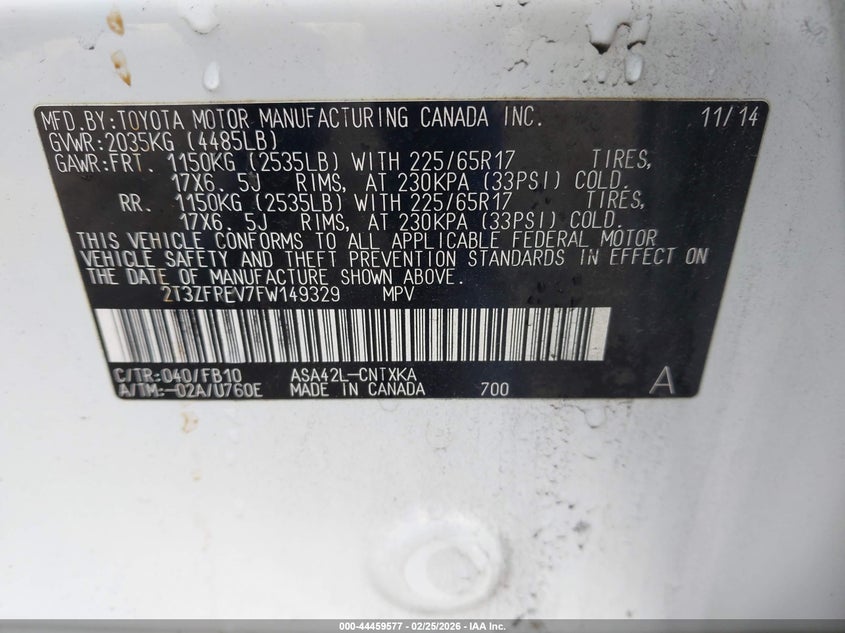 MFD.BY:TOYOTA MOTOR MANUFACTURING CANADA INC. 11/14
GVWR:2035KG (4485LB)
GAWR:FRT. 1150KG (2535LB) WITH 225/65R17 TIRES,
17X6.5J RIMS, AT 230KPA (33PSI) COLD.
RR. 1150KG (2535LB) WITH 225/65R17 TIRES,
17X6.5J RIMS, AT 230KPA (33PSI) COLD.
THIS VEHICLE CONFORMS TO ALL APPLICABLE FEDERAL MOTOR
VEHICLE SAFETY AND THEFT PREVENTION STANDARDS IN EFFECT ON
THE DATE OF MANUFACTURE SHOWN ABOVE.
2T3ZFREV7FW149329 MPV
C/TR:040/FB10 ASA42L-CNTXKA
A/TM:-02A/U760E MADE IN CANADA 700 A
000-44459577 - 02/25/2026 - IAA Inc.